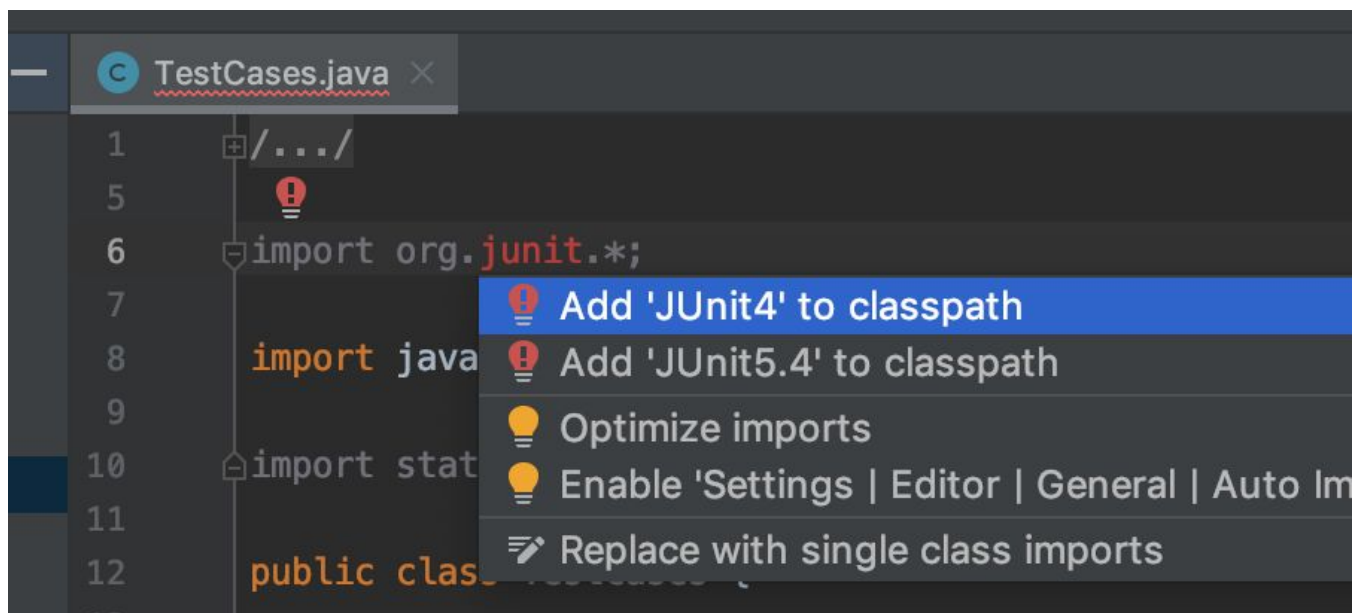 C TestCases.java
1 /.../
5
6 import org.junit.*;
7 Add 'JUnit4' to classpath
8 import java Add 'JUnit5.4' to classpath
9 Optimize imports
10 import stat Enable 'Settings | Editor | General | Auto Im
11
12 public clas Replace with single class imports